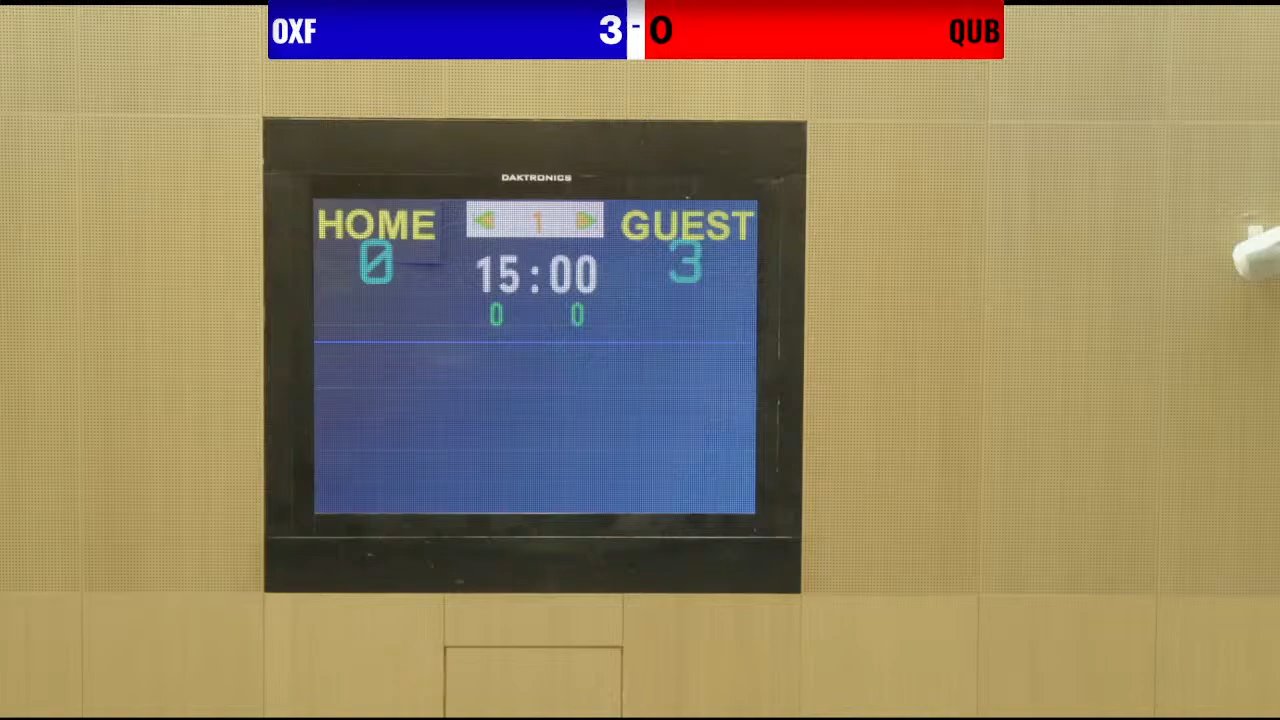 OXF 3 - 0 QUB
DAKTRONICS
HOME 1 GUEST
0 15:00 3
0 0